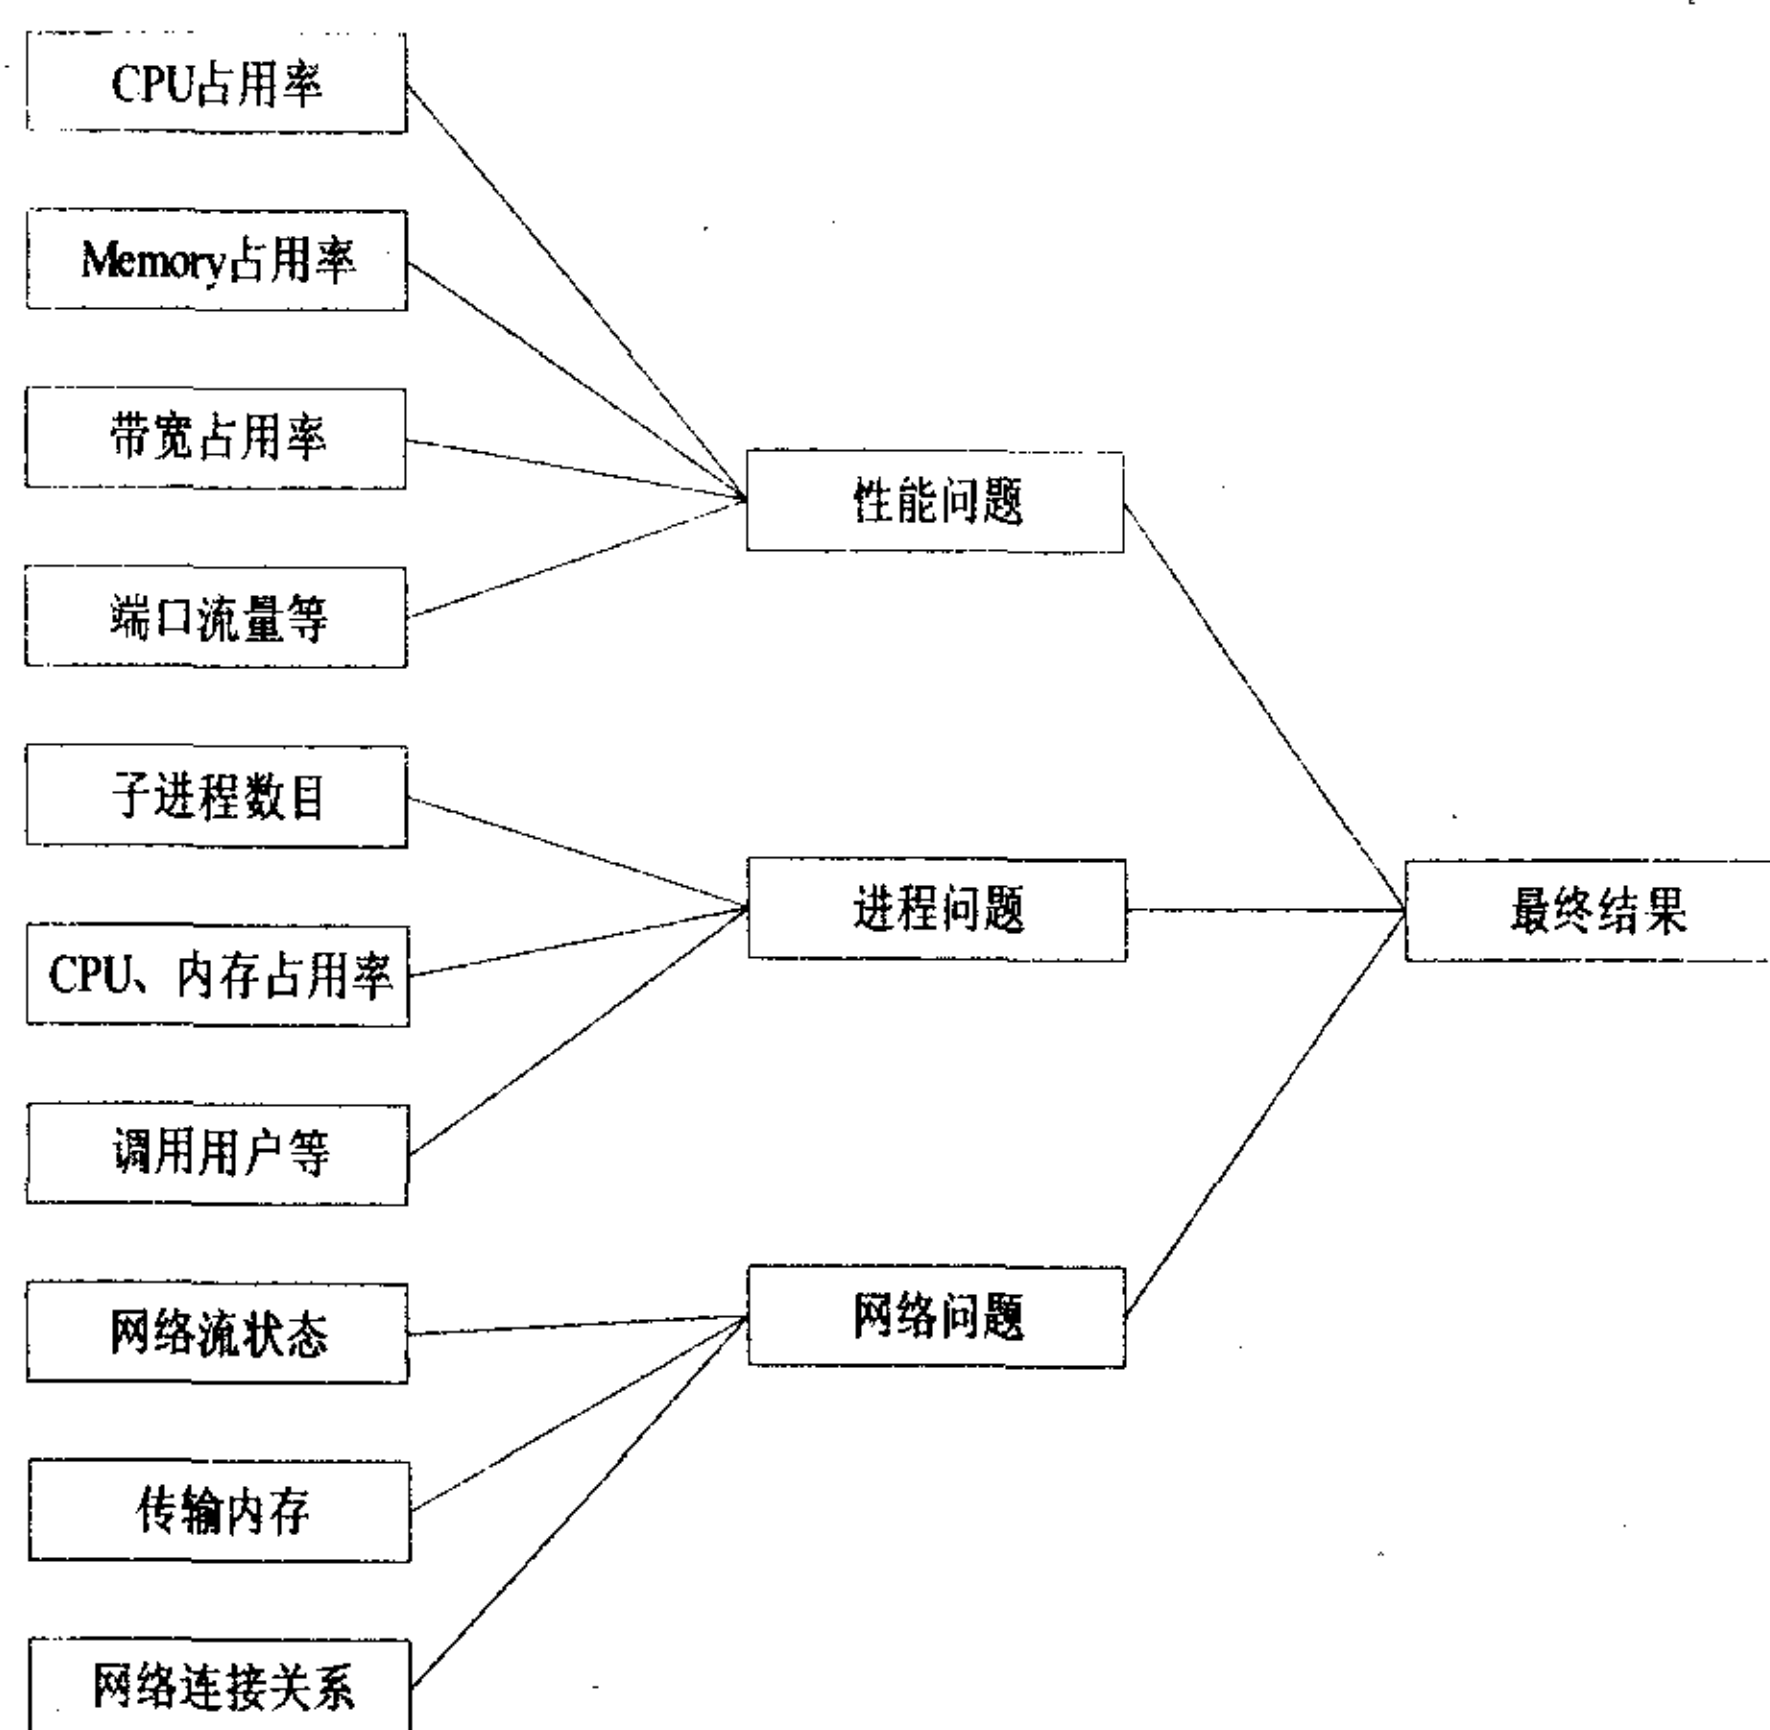 CPU占用率
Memory占用率
带宽占用率
端口流量等
子进程数目
CPU、内存占用率
调用用户等
网络流状态
传输内存
网络连接关系
性能问题
进程问题
网络问题
最终结果